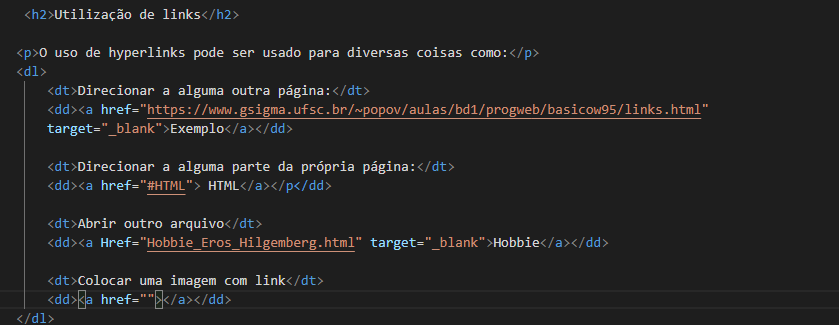 <h2>Utilização de links</h2>
<p>O uso de hyperlinks pode ser usado para diversas coisas como:</p>
<dl>
<dt>Direcionar a alguma outra página:</dt>
<dd><a href="https://www.gsigma.ufsc.br/~popov/aulas/bd1/progweb/basicow95/links.html"
target="_blank">Exemplo</a></dd>
<dt>Direcionar a alguma parte da própria página:</dt>
<dd><a href="#HTML"> HTML</a></p</dd>
<dt>Abrir outro arquivo</dt>
<dd><a Href="Hobbie_Eros_Hilgemberg.html" target="_blank">Hobbie</a></dd>
<dt>Colocar uma imagem com link</dt>
<dd><a href=""></a></dd>
</dl>